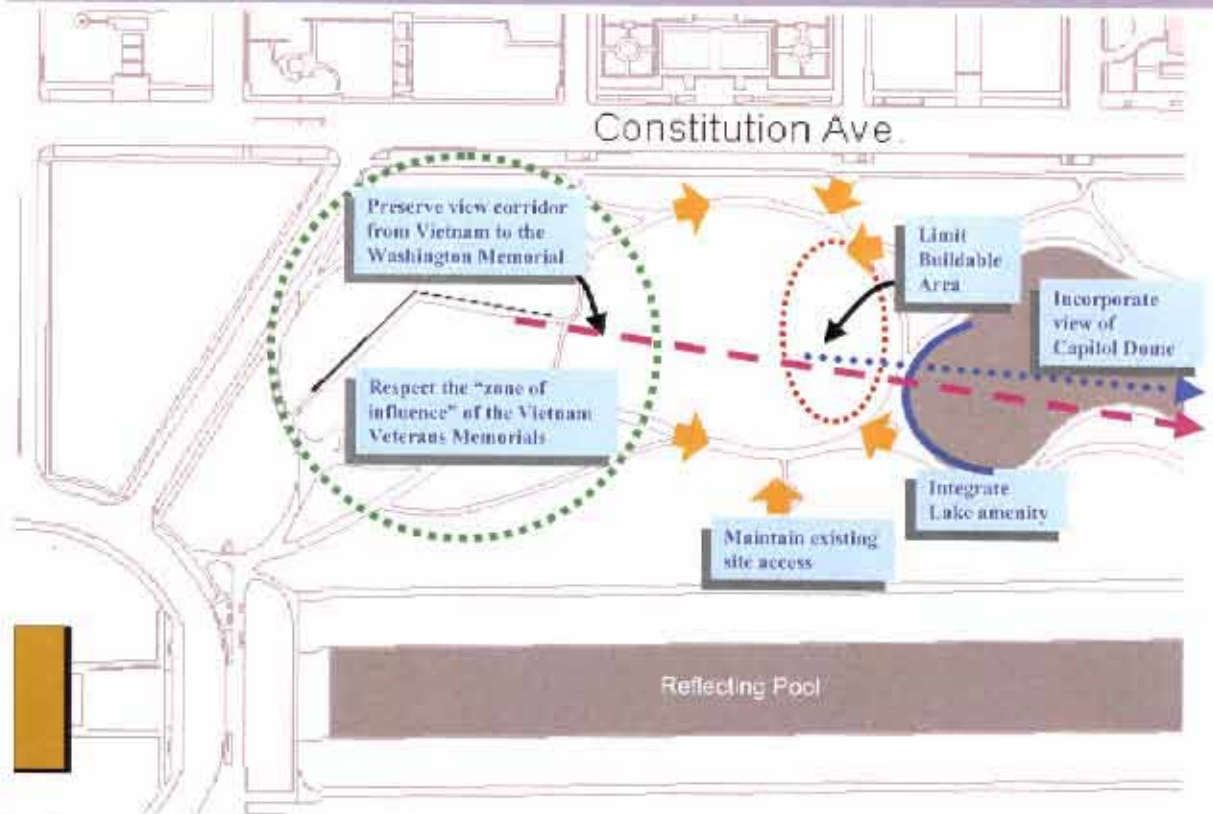 Constitution Ave.
Preserve view corridor
from Vietnam to the
Washington Memorial
Limit
Buildable
Area
Incorporate
view of
Capitol Dome
Respect the “zone of
influence” of the Vietnam
Veterans Memorials
Integrate
Lake amenity
Maintain existing
site access
Reflecting Pool